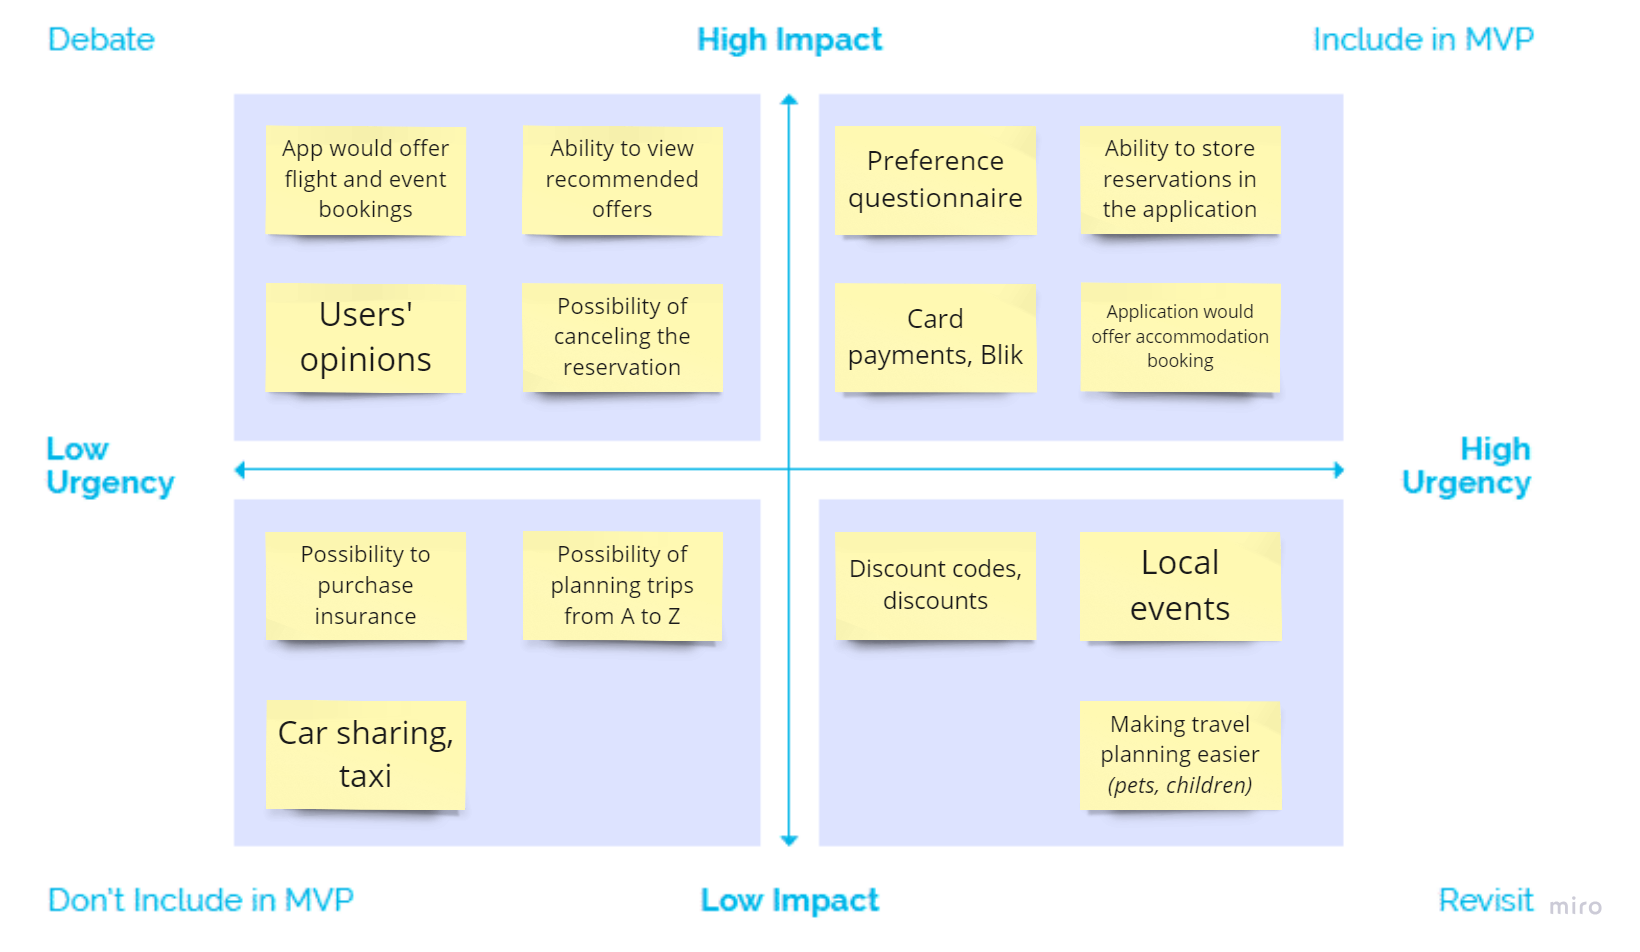 Debate
High Impact
Include in MVP
App would offer
flight and event
bookings
Ability to view
recommended
offers
Preference
questionnaire
Ability to store
reservations in
the application
Users'
opinions
Possibility of
canceling the
reservation
Card
payments, Blik
Application would
offer accommodation
booking
Low
Urgency
High
Urgency
Possibility to
purchase
insurance
Possibility of
planning trips
from A to Z
Discount codes,
discounts
Local
events
Car sharing,
taxi
Making travel
planning easier
(pets, children)
Don't Include in MVP
Low Impact
Revisit
miro